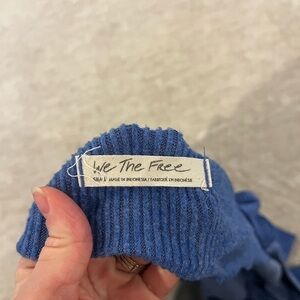 We The Free
MADE IN INDONESIA / FABRIQUÉ EN INDONÉSIE